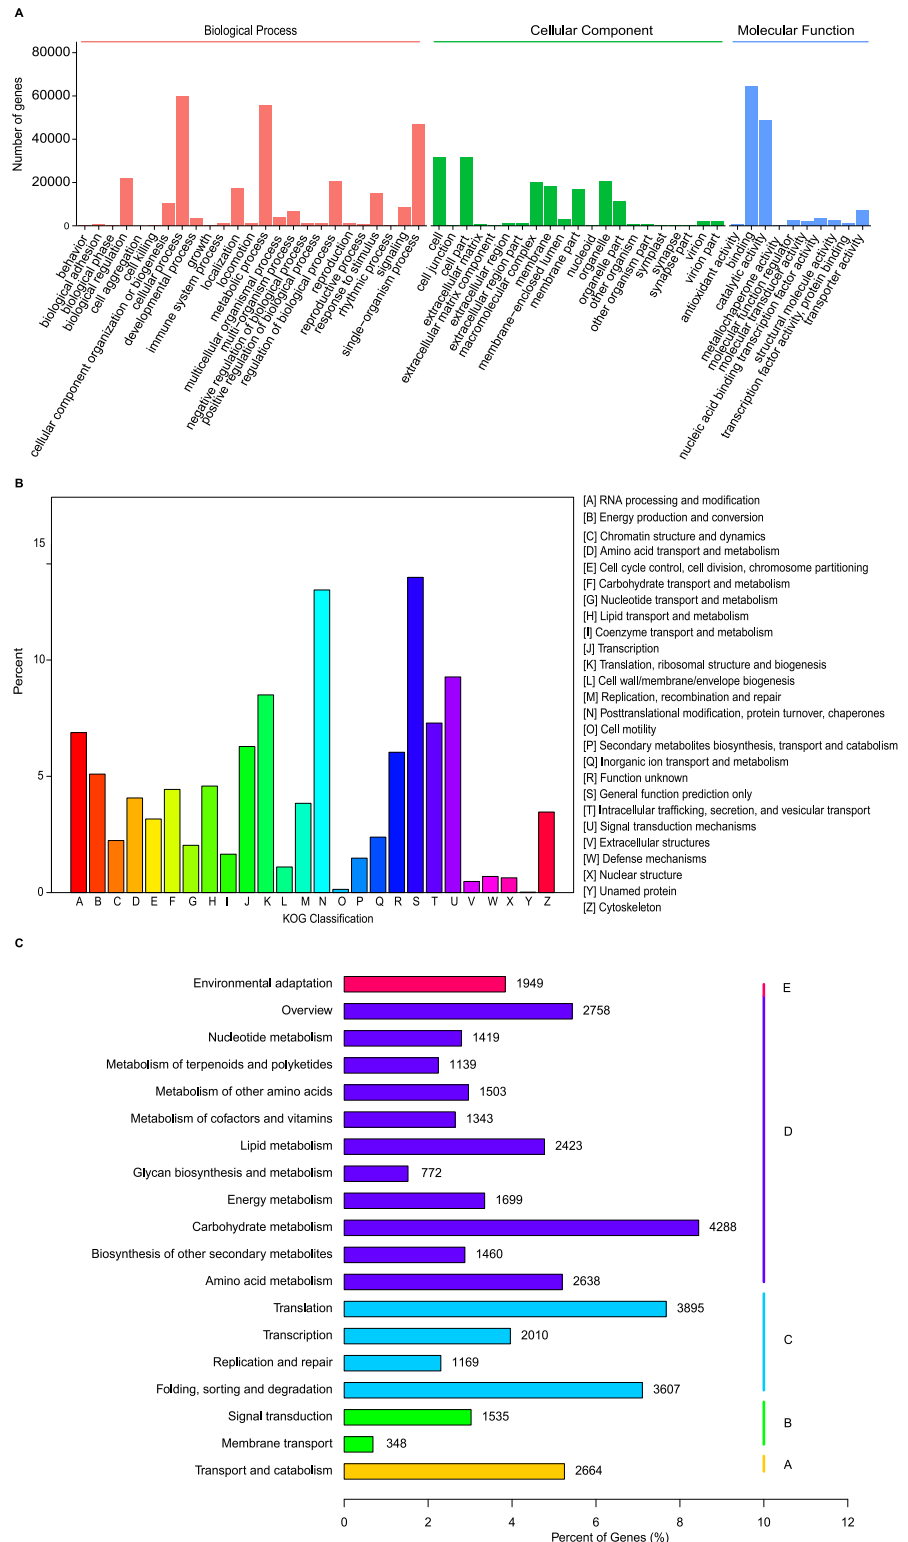 A
Biological Process
Cellular Component
Molecular Function
Number of genes
80000
60000
40000
20000
0
behavior
biological adhesion
biological phase
biological regulation
cell aggregation
cell killing
cellular component organization or biogenesis
cellular process
developmental process
growth
immune system process
localization
locomotion
metabolic process
multicellular organismal process
multi-organism process
negative regulation of biological process
positive regulation of biological process
regulation of biological process
reproduction
reproductive process
response to stimulus
rhythmic process
signaling
single-organism process
cell
cell junction
cell part
extracellular matrix
extracellular matrix component
extracellular region
extracellular region part
macromolecular complex
membrane
membrane-enclosed lumen
membrane part
nucleoid
organelle
organelle part
other organism
other organism part
symplast
synapse
synapse part
virion
virion part
antioxidant activity
binding
catalytic activity
metallochaperone activity
molecular function regulator
molecular transducer activity
nucleic acid binding transcription factor activity
structural molecule activity
transcription factor activity, protein binding
transporter activity
B
Percent
15
10
5
0
A B C D E F G H I J K L M N O P Q R S T U V W X Y Z
KOG Classification
[A] RNA processing and modification
[B] Energy production and conversion
[C] Chromatin structure and dynamics
[D] Amino acid transport and metabolism
[E] Cell cycle control, cell division, chromosome partitioning
[F] Carbohydrate transport and metabolism
[G] Nucleotide transport and metabolism
[H] Lipid transport and metabolism
[I] Coenzyme transport and metabolism
[J] Transcription
[K] Translation, ribosomal structure and biogenesis
[L] Cell wall/membrane/envelope biogenesis
[M] Replication, recombination and repair
[N] Posttranslational modification, protein turnover, chaperones
[O] Cell motility
[P] Secondary metabolites biosynthesis, transport and catabolism
[Q] Inorganic ion transport and metabolism
[R] Function unknown
[S] General function prediction only
[T] Intracellular trafficking, secretion, and vesicular transport
[U] Signal transduction mechanisms
[V] Extracellular structures
[W] Defense mechanisms
[X] Nuclear structure
[Y] Unamed protein
[Z] Cytoskeleton
C
Environmental adaptation 1949 E
Overview 2758
Nucleotide metabolism 1419
Metabolism of terpenoids and polyketides 1139
Metabolism of other amino acids 1503
Metabolism of cofactors and vitamins 1343 D
Lipid metabolism 2423
Glycan biosynthesis and metabolism 772
Energy metabolism 1699
Carbohydrate metabolism 4288
Biosynthesis of other secondary metabolites 1460
Amino acid metabolism 2638
Translation 3895
Transcription 2010 C
Replication and repair 1169
Folding, sorting and degradation 3607
Signal transduction 1535 B
Membrane transport 348
Transport and catabolism 2664 A
0 2 4 6 8 10 12
Percent of Genes (%)